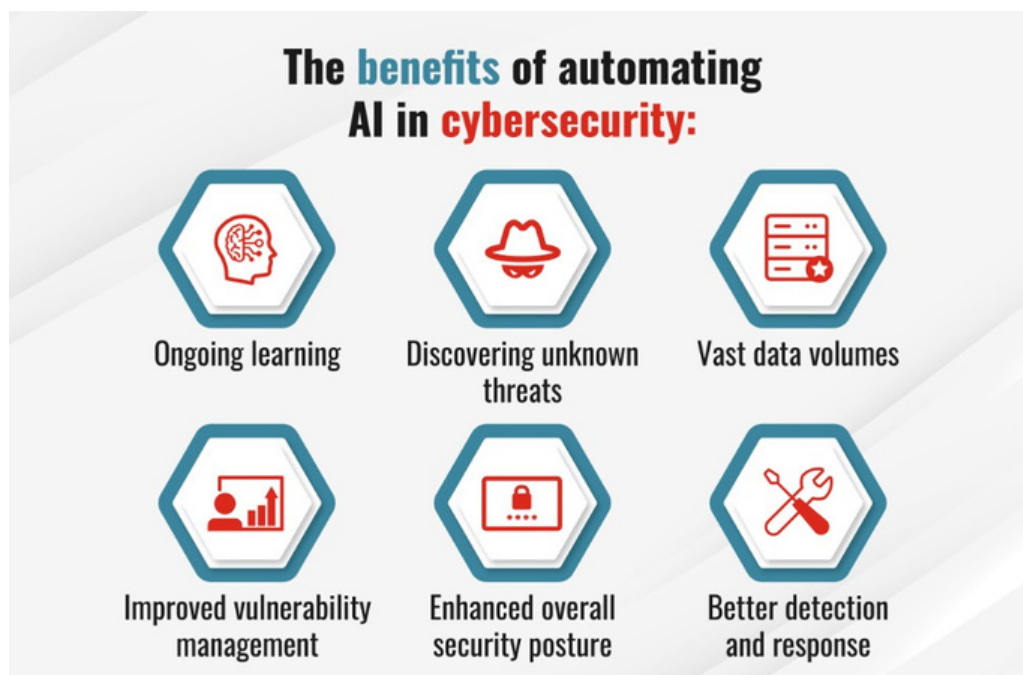 The benefits of automating
AI in cybersecurity:
Ongoing learning
Discovering unknown
threats
Vast data volumes
Improved vulnerability
management
Enhanced overall
security posture
Better detection
and response